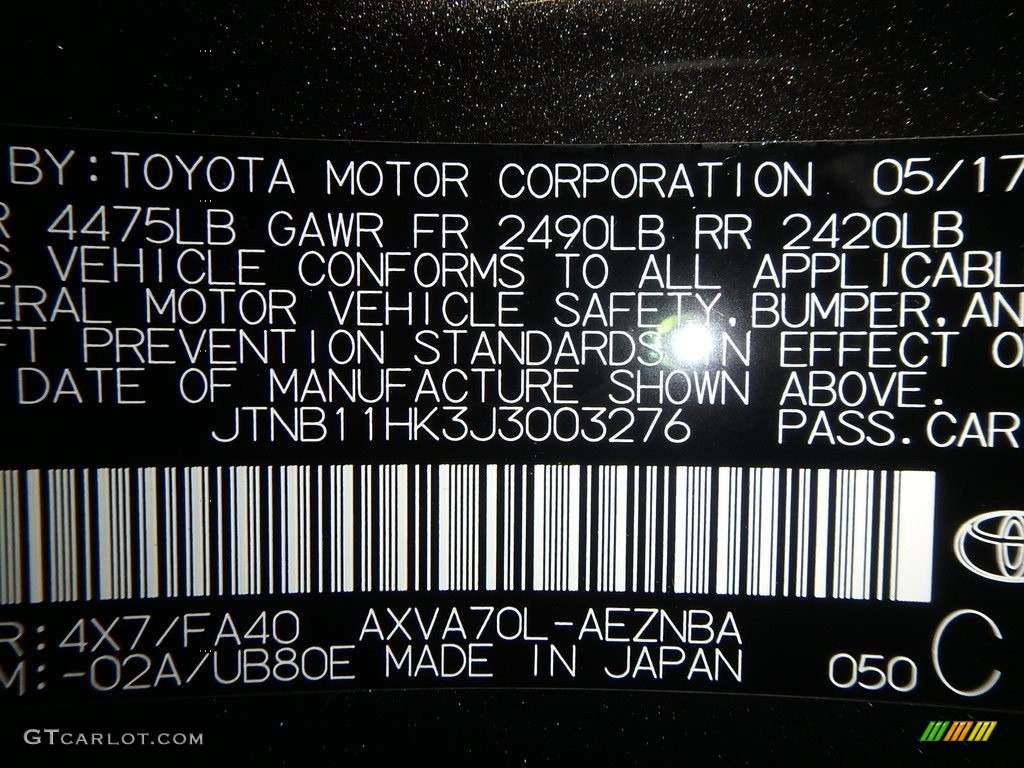 BY:TOYOTA MOTOR CORPORATION 05/17
R 4475LB GAWR FR 2490LB RR 2420LB
S VEHICLE CONFORMS TO ALL APPLICABL
ERAL MOTOR VEHICLE SAFETY,BUMPER,AN
FT PREVENTION STANDARDS IN EFFECT O
DATE OF MANUFACTURE SHOWN ABOVE.
JTNB11HK3J3003276 PASS.CAR
R:4X7/FA40 AXVA70L-AEZNBA
M:-02A/UB80E MADE IN JAPAN 050 C
GTCARLOT.COM